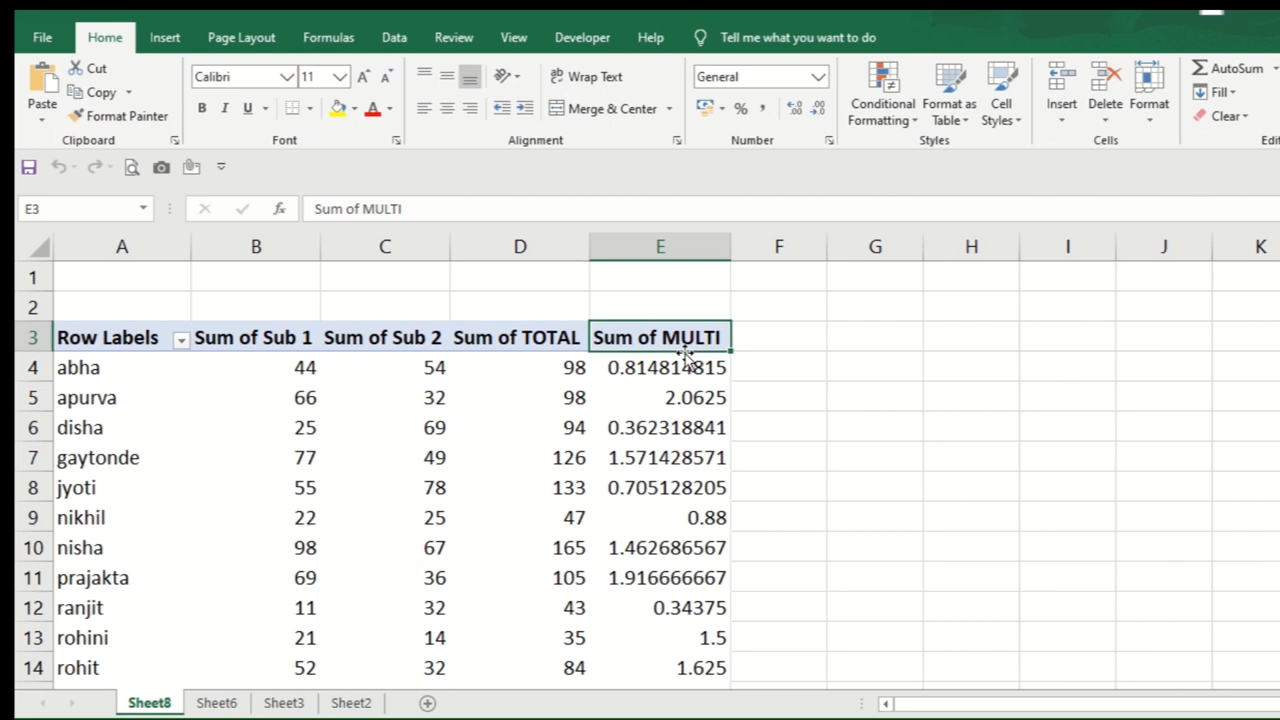 File Home Insert Page Layout Formulas Data Review View Developer Help Tell me what you want to do
Cut
Copy
Format Painter
Paste
Clipboard
Calibri 11 A A
B I U A
Font
ab Wrap Text
Merge & Center
Alignment
General
% ,
Number
Conditional Formatting
Format as Table
Cell Styles
Styles
Insert Delete Format
Cells
AutoSum
Fill
Clear
E3 fx Sum of MULTI
A B C D E F G H I J K
1
2
3 Row Labels Sum of Sub 1 Sum of Sub 2 Sum of TOTAL Sum of MULTI
4 abha 44 54 98 0.814814815
5 apurva 66 32 98 2.0625
6 disha 25 69 94 0.362318841
7 gaytonde 77 49 126 1.571428571
8 jyoti 55 78 133 0.705128205
9 nikhil 22 25 47 0.88
10 nisha 98 67 165 1.462686567
11 prajakta 69 36 105 1.916666667
12 ranjit 11 32 43 0.34375
13 rohini 21 14 35 1.5
14 rohit 52 32 84 1.625
Sheet8 Sheet6 Sheet3 Sheet2